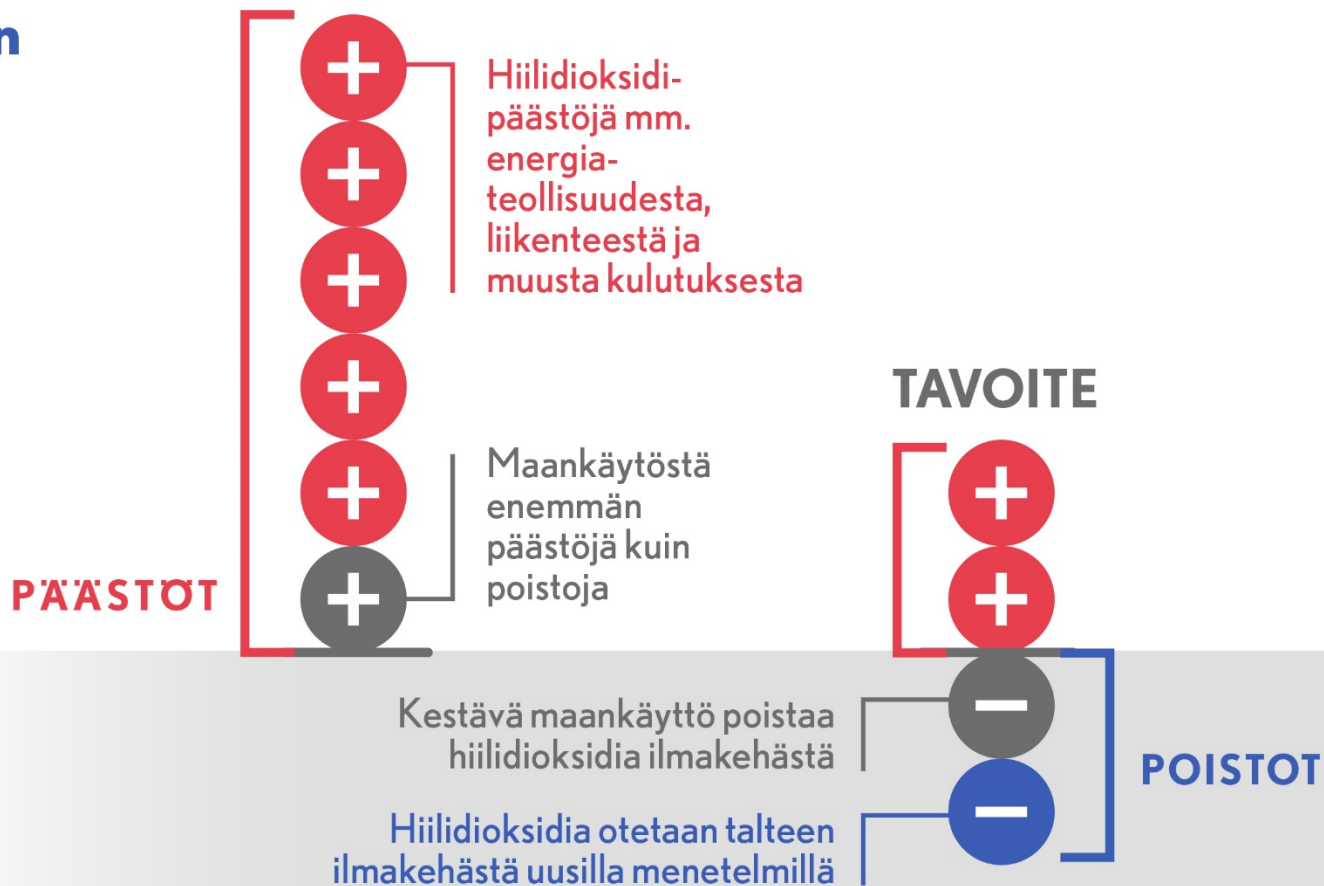 n
Hiilidioksidi-
päästöjä mm.
energia-
teollisuudesta,
liikenteestä ja
muusta kulutuksesta
TAVOITE
Maankäytöstä
enemmän
päästöjä kuin
poistoja
PÄÄSTÖT
Kestävä maankäyttö poistaa
hiilidioksidia ilmakehästä
POISTOT
Hiilidioksidia otetaan talteen
ilmakehästä uusilla menetelmillä